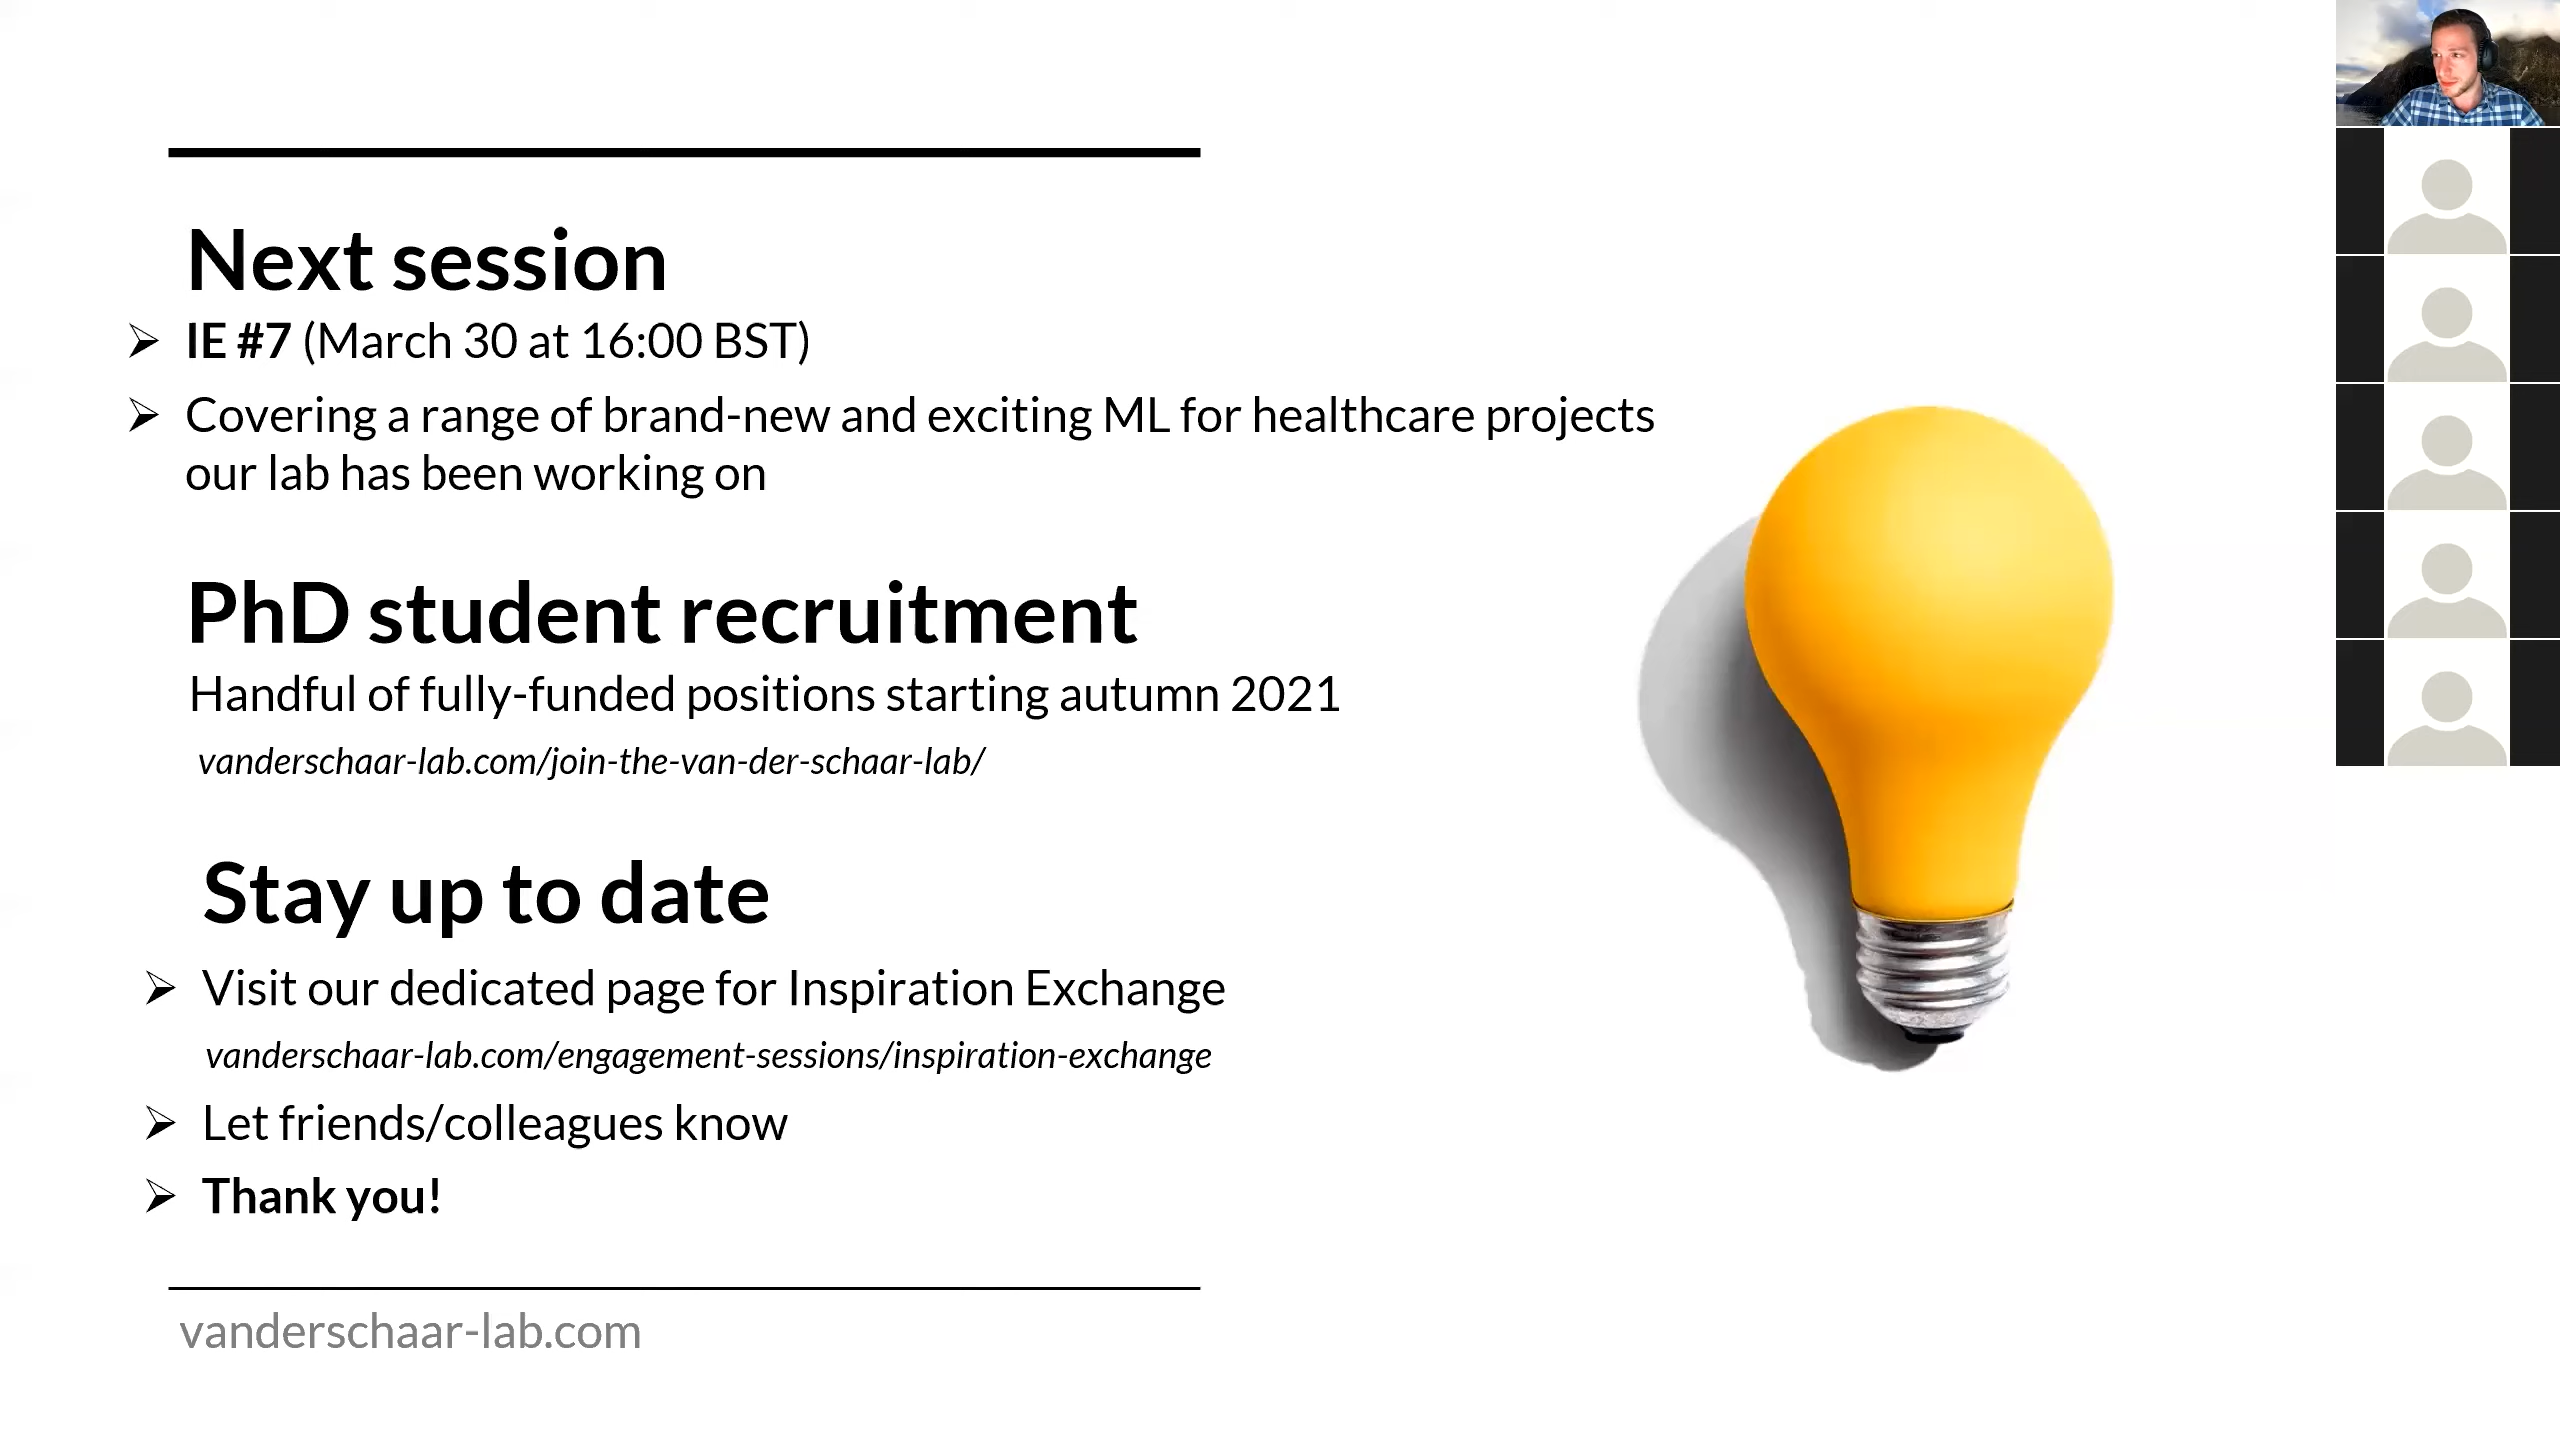 Next session
IE #7 (March 30 at 16:00 BST)
Covering a range of brand-new and exciting ML for healthcare projects
our lab has been working on
PhD student recruitment
Handful of fully-funded positions starting autumn 2021
vanderschaar-lab.com/join-the-van-der-schaar-lab/
Stay up to date
Visit our dedicated page for Inspiration Exchange
vanderschaar-lab.com/engagement-sessions/inspiration-exchange
Let friends/colleagues know
Thank you!
vanderschaar-lab.com